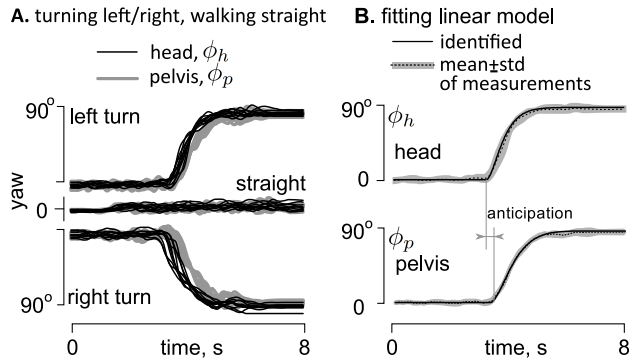 A. turning left/right, walking straight
head, ϕh
pelvis, ϕp
90°
left turn
straight
yaw
0
90°
right turn
0
time, s
8
B. fitting linear model
identified
mean±std
of measurements
90°
ϕh
head
0
anticipation
90°
ϕp
pelvis
0
0
time, s
8